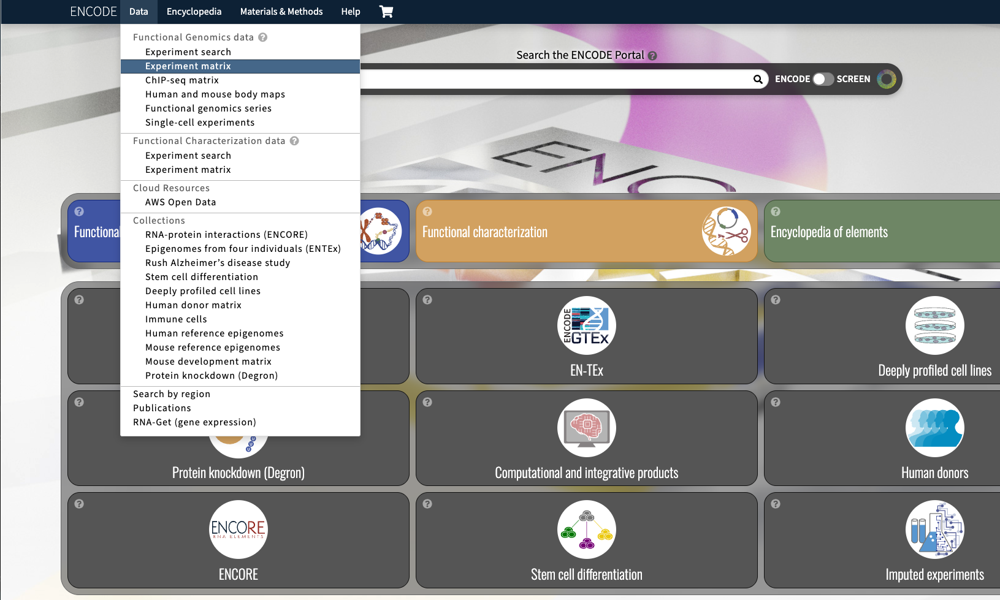 ENCODE Data Encyclopedia Materials & Methods Help
Functional Genomics data ?
Experiment search
Experiment matrix
ChIP-seq matrix
Human and mouse body maps
Functional genomics series
Single-cell experiments
Functional Characterization data ?
Experiment search
Experiment matrix
Cloud Resources
AWS Open Data
Collections
RNA-protein interactions (ENCORE)
Epigenomes from four individuals (ENTEx)
Rush Alzheimer’s disease study
Stem cell differentiation
Deeply profiled cell lines
Human donor matrix
Immune cells
Human reference epigenomes
Mouse reference epigenomes
Mouse development matrix
Protein knockdown (Degron)
Search by region
Publications
RNA-Get (gene expression)
Search the ENCODE Portal ?
ENCODE SCREEN
ENCO
? ? ?
Functional Functional characterization Encyclopedia of elements
? ? ?
ENCODE
GTEx
EN-TEx Deeply profiled cell lines
? ? ?
U
U
U
Protein knockdown (Degron) Computational and integrative products Human donors
? ? ?
ENCORE
RNA ELEMENTS
ENCORE Stem cell differentiation Imputed experiments